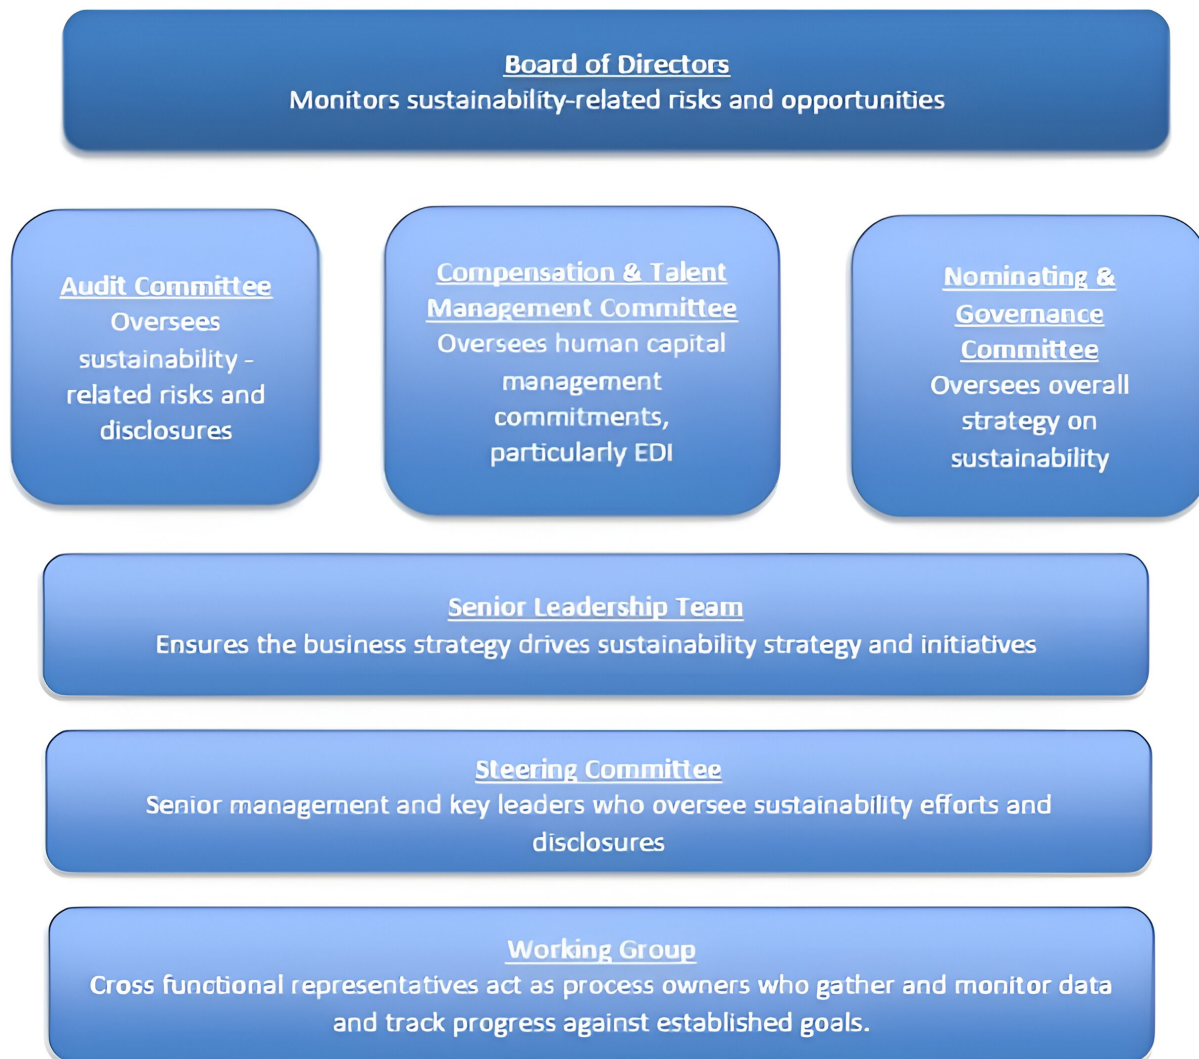 Board of Directors
Monitors sustainability-related risks and opportunities
Audit Committee
Oversees
sustainability -
related risks and
disclosures
Compensation & Talent
Management Committee
Oversees human capital
management
commitments,
particularly EDI
Nominating &
Governance
Committee
Oversees overall
strategy on
sustainability
Senior Leadership Team
Ensures the business strategy drives sustainability strategy and initiatives
Steering Committee
Senior management and key leaders who oversee sustainability efforts and
disclosures
Working Group
Cross functional representatives act as process owners who gather and monitor data
and track progress against established goals.